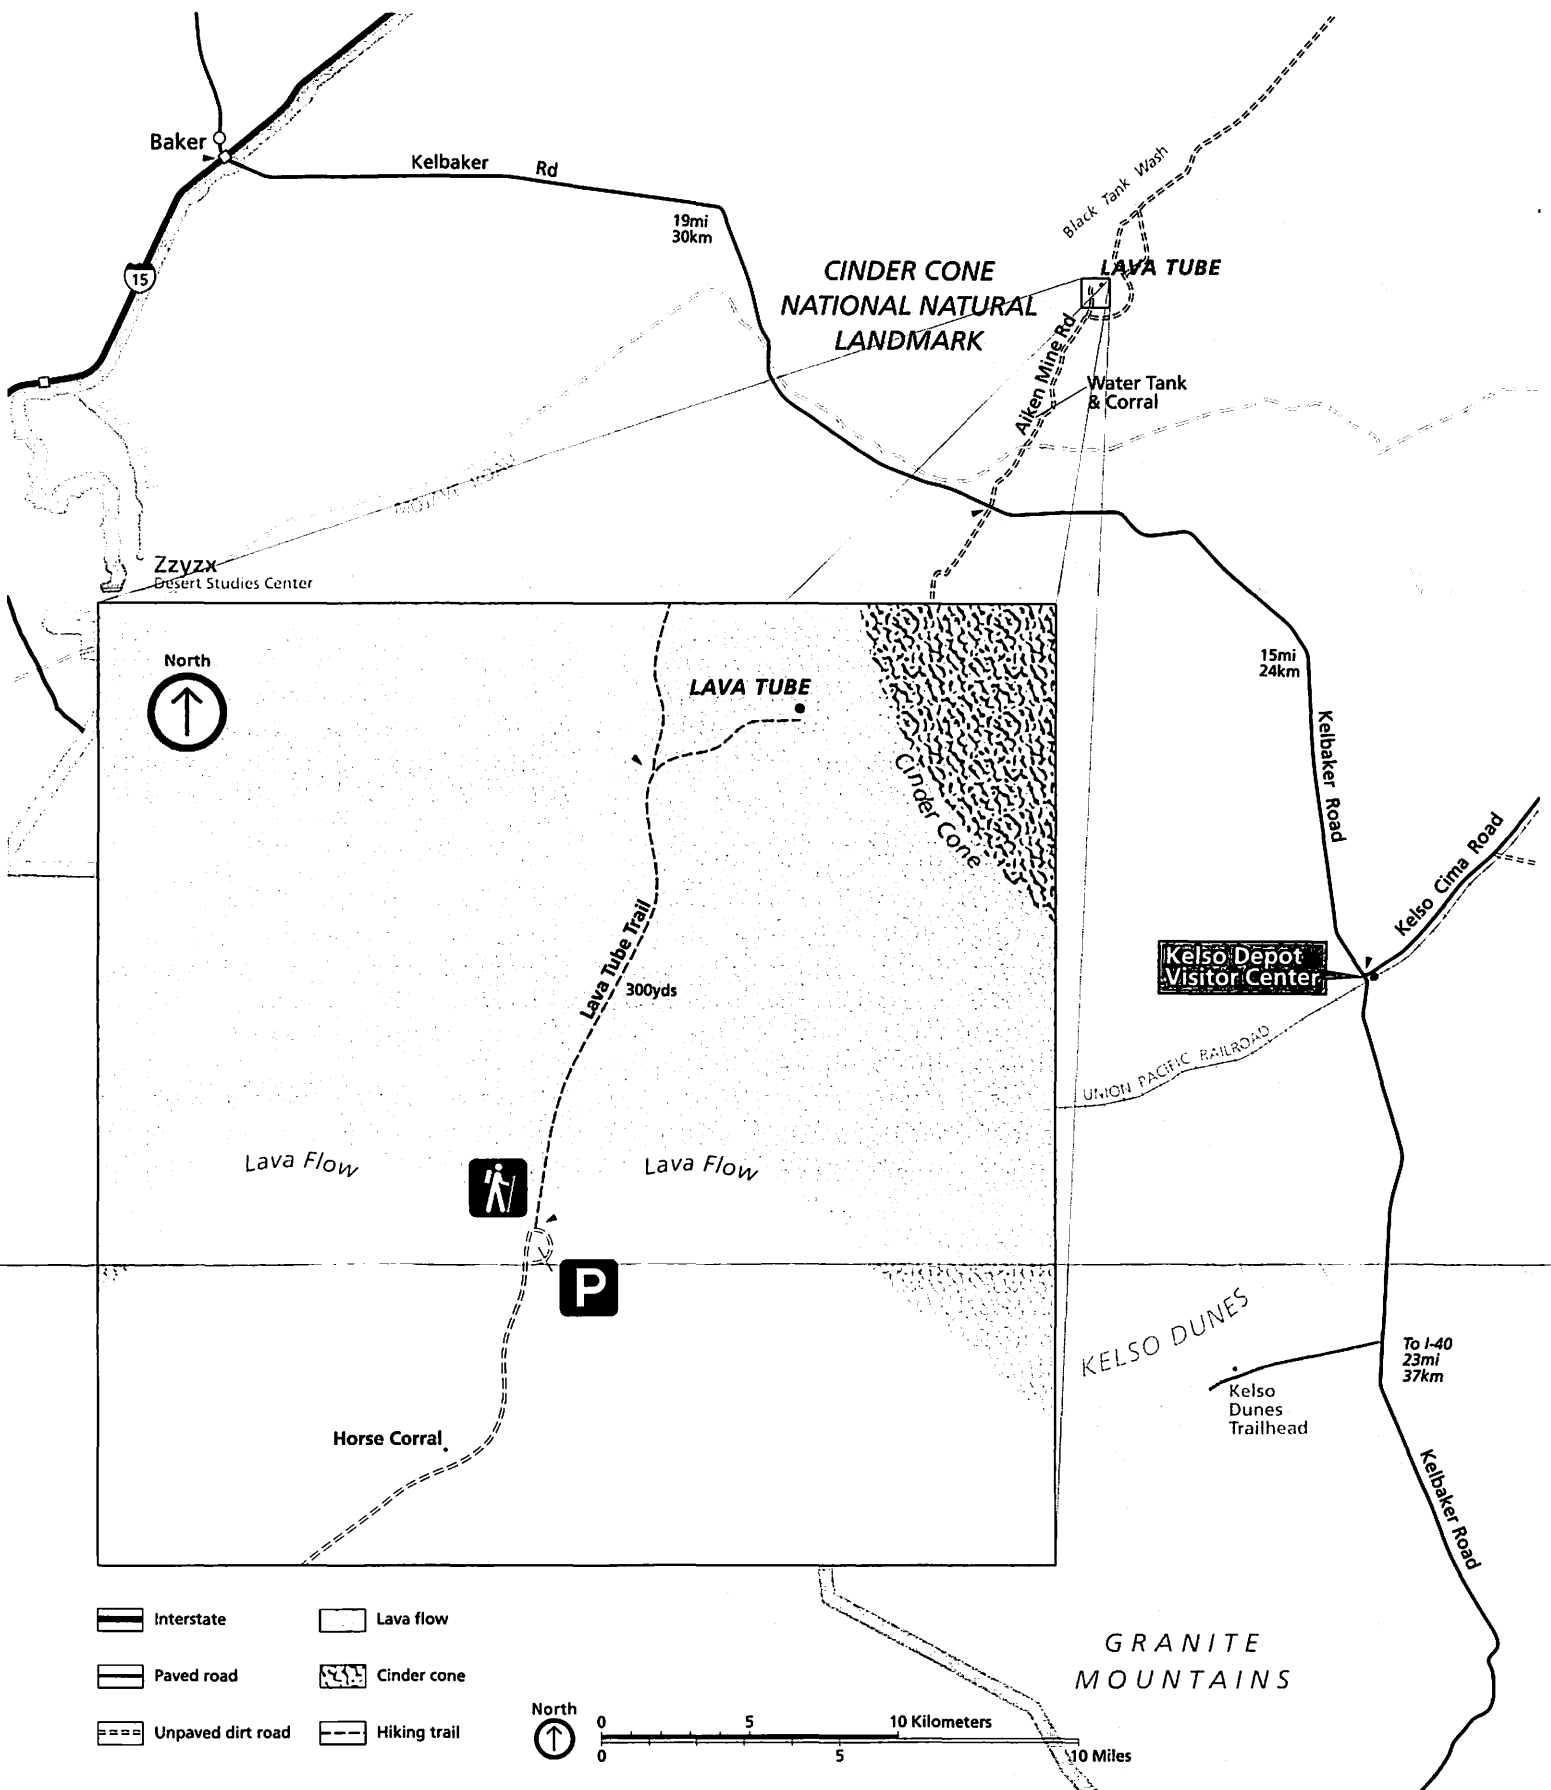 Baker
Kelbaker Rd
19mi
30km
15
Black Tank Wash
CINDER CONE
NATIONAL NATURAL
LANDMARK
LAVA TUBE
Aiken Mine Rd
Water Tank
& Corral
MOJAVE ROAD
Zzyzx
Desert Studies Center
North
LAVA TUBE
Cinder Cone
Lava Tube Trail
300yds
Lava Flow
Lava Flow
P
Horse Corral
15mi
24km
Kelbaker Road
Kelso Cima Road
Kelso Depot
Visitor Center
UNION PACIFIC RAILROAD
KELSO DUNES
To I-40
23mi
37km
Kelso
Dunes
Trailhead
Kelbaker Road
GRANITE
MOUNTAINS
Interstate
Lava flow
Paved road
Cinder cone
Unpaved dirt road
Hiking trail
North
0 5 10 Kilometers
0 5 10 Miles